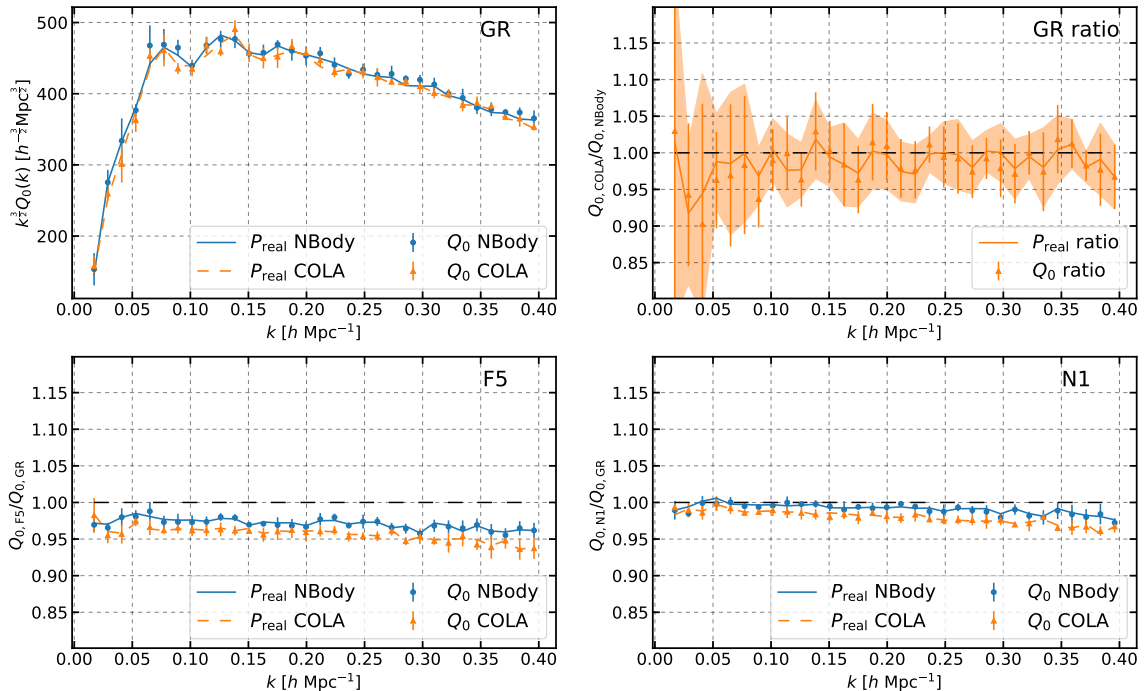 GR
500
400
300
200
k^{3/2}Q_0(k) [h^{-3/2}Mpc^{3/2}]
P_real NBody
P_real COLA
Q_0 NBody
Q_0 COLA
0.00 0.05 0.10 0.15 0.20 0.25 0.30 0.35 0.40
k [h Mpc⁻¹]
GR ratio
1.15
1.10
1.05
1.00
0.95
0.90
0.85
Q_{0,COLA}/Q_{0,NBody}
P_real ratio
Q_0 ratio
0.00 0.05 0.10 0.15 0.20 0.25 0.30 0.35 0.40
k [h Mpc⁻¹]
F5
1.15
1.10
1.05
1.00
0.95
0.90
0.85
Q_{0,F5}/Q_{0,GR}
P_real NBody
P_real COLA
Q_0 NBody
Q_0 COLA
0.00 0.05 0.10 0.15 0.20 0.25 0.30 0.35 0.40
k [h Mpc⁻¹]
N1
1.15
1.10
1.05
1.00
0.95
0.90
0.85
Q_{0,N1}/Q_{0,GR}
P_real NBody
P_real COLA
Q_0 NBody
Q_0 COLA
0.00 0.05 0.10 0.15 0.20 0.25 0.30 0.35 0.40
k [h Mpc⁻¹]